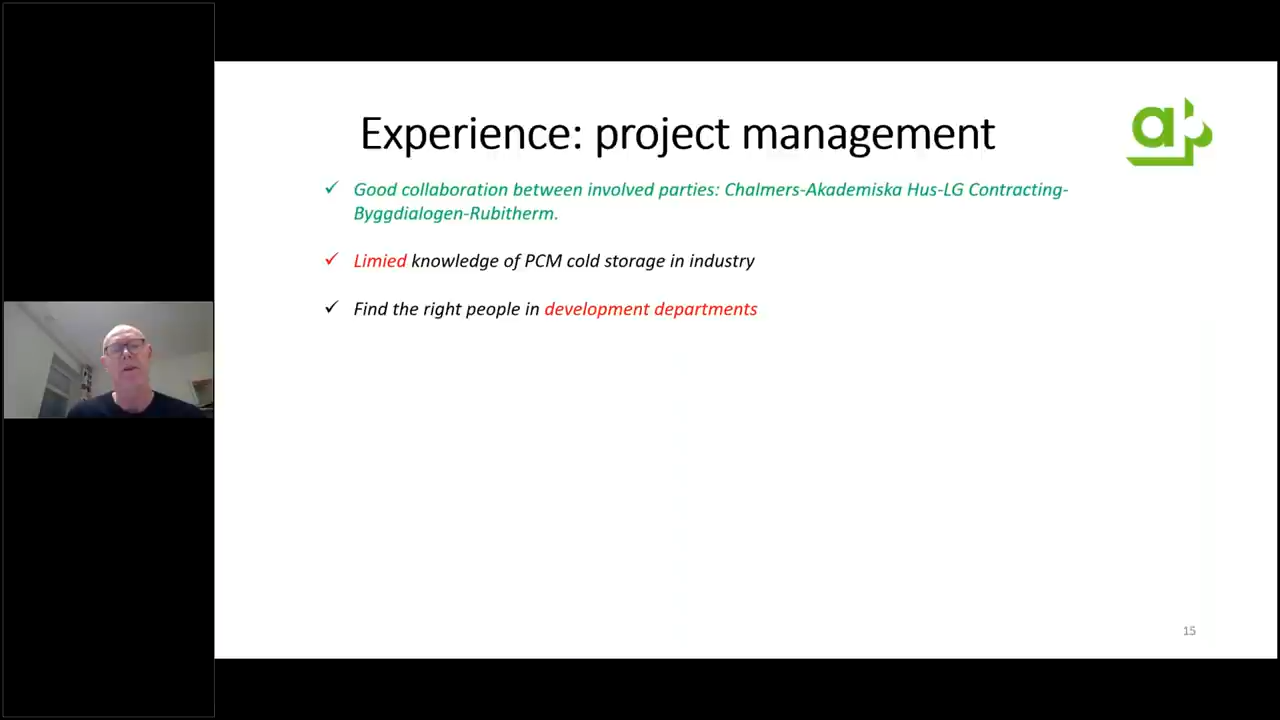 Experience: project management
✓ Good collaboration between involved parties: Chalmers-Akademiska Hus-LG Contracting-
Byggdialogen-Rubitherm.
✓ Limied knowledge of PCM cold storage in industry
✓ Find the right people in development departments
15